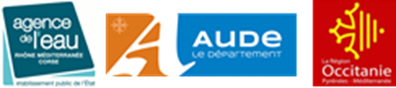 agence
de l'eau
RHÔNE MÉDITERRANÉE
CORSE
établissement public de l'État
AUDE
LE DÉPARTEMENT
La Région
Occitanie
Pyrénées - Méditerranée